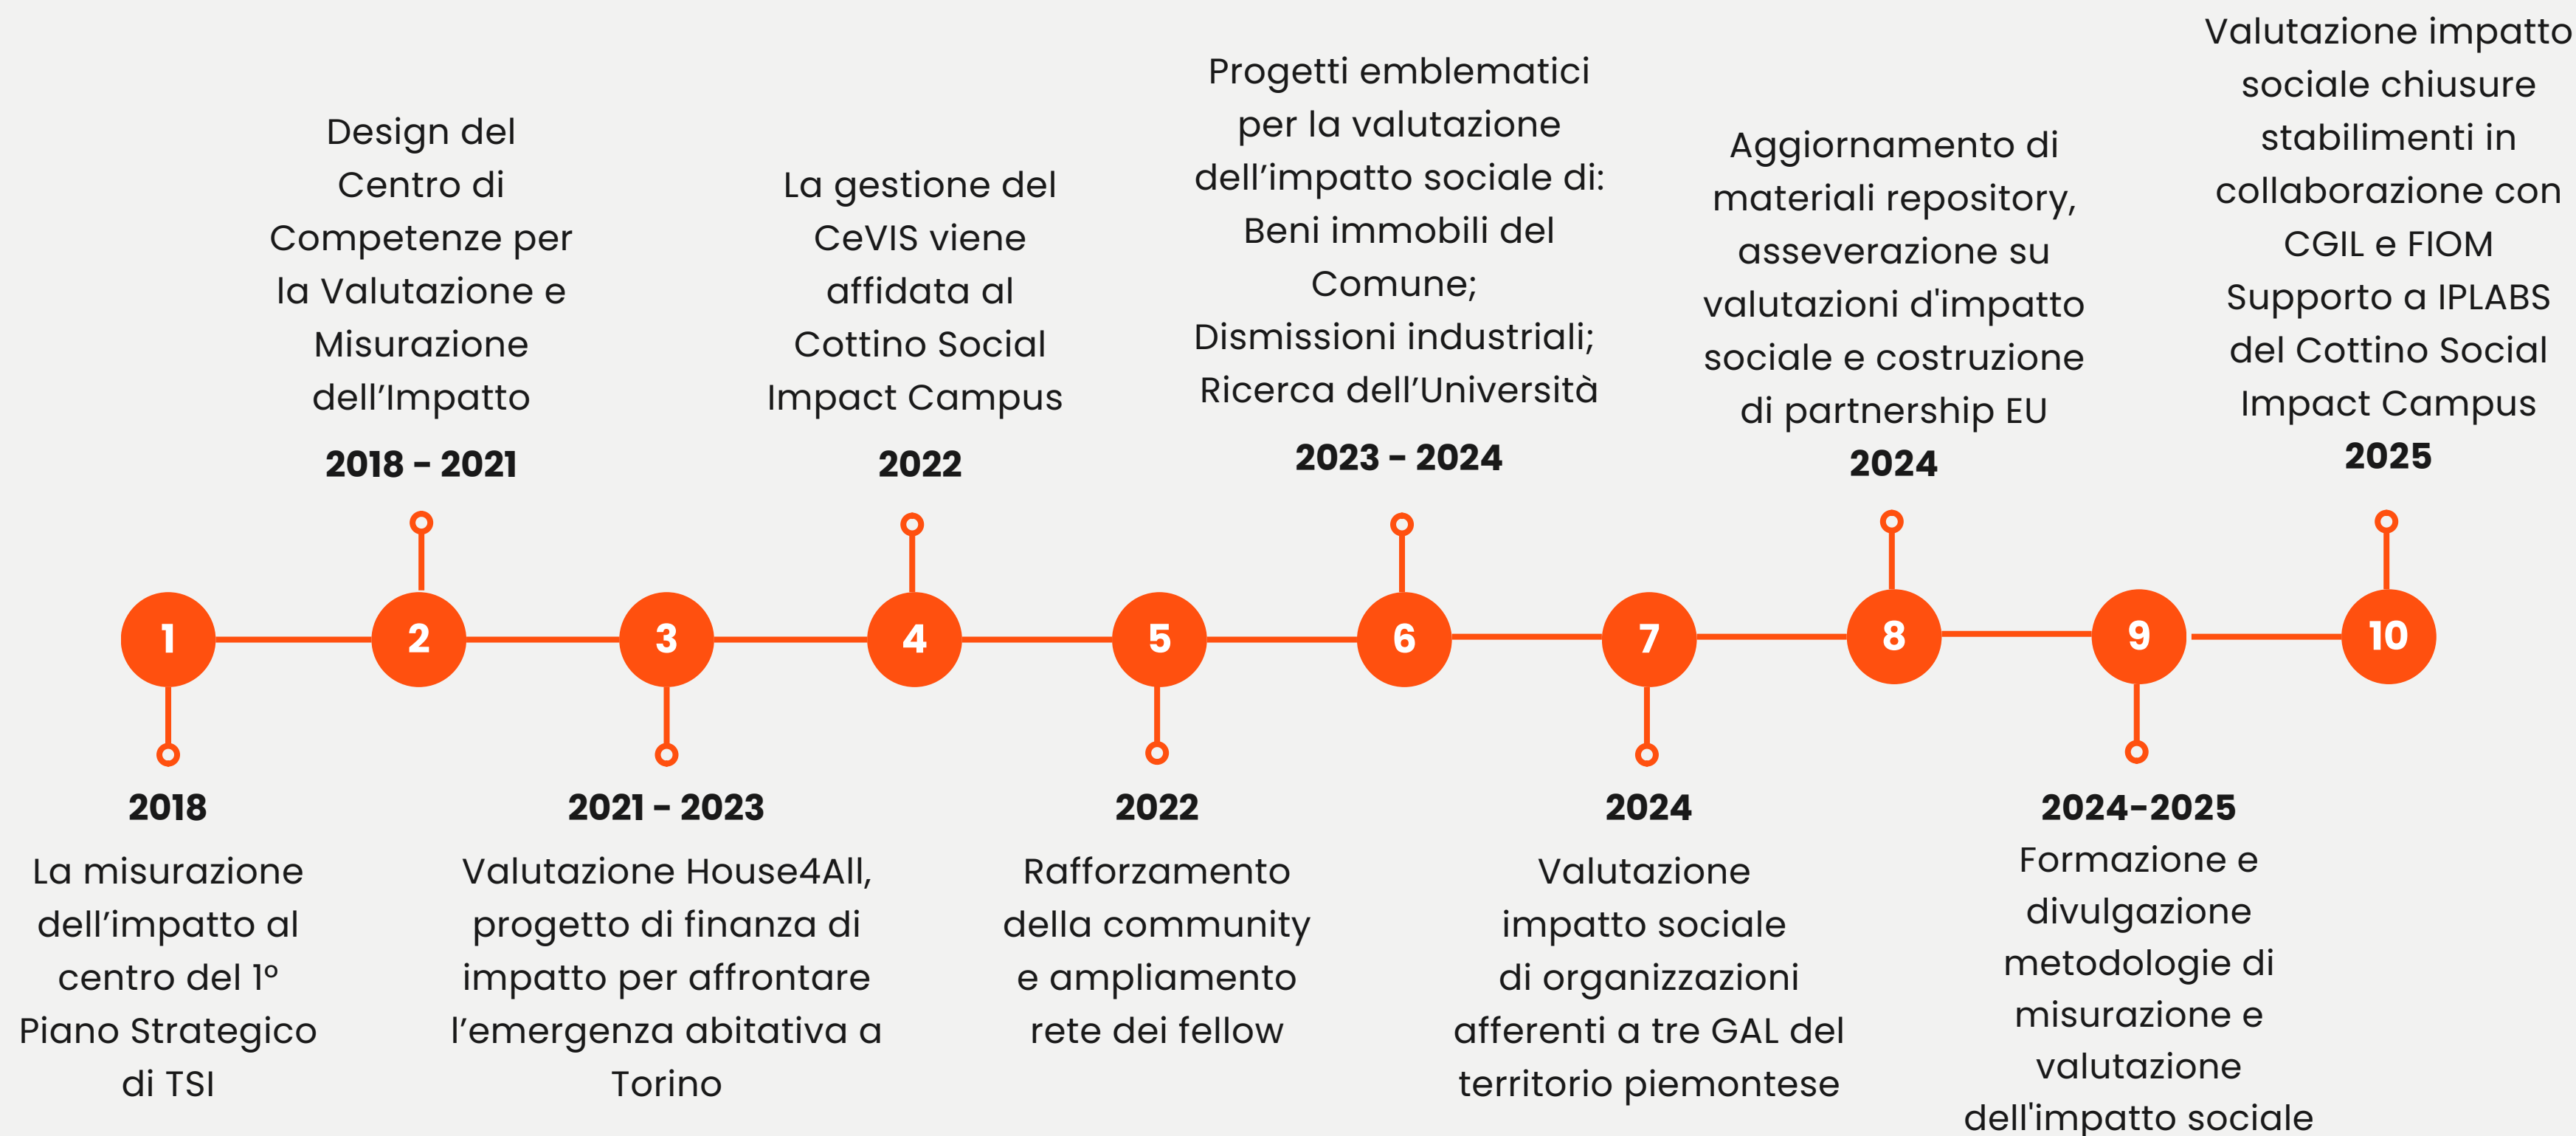 Design del
Centro di
Competenze per
la Valutazione e
Misurazione
dell’Impatto
2018 - 2021
La gestione del
CeVIS viene
affidata al
Cottino Social
Impact Campus
2022
Progetti emblematici
per la valutazione
dell’impatto sociale di:
Beni immobili del
Comune;
Dismissioni industriali;
Ricerca dell’Università
2023 - 2024
Aggiornamento di
materiali repository,
asseverazione su
valutazioni d'impatto
sociale e costruzione
di partnership EU
2024
Valutazione impatto
sociale chiusure
stabilimenti in
collaborazione con
CGIL e FIOM
Supporto a IPLABS
del Cottino Social
Impact Campus
2025
1
2
3
4
5
6
7
8
9
10
2018
La misurazione
dell’impatto al
centro del 1°
Piano Strategico
di TSI
2021 - 2023
Valutazione House4All,
progetto di finanza di
impatto per affrontare
l’emergenza abitativa a
Torino
2022
Rafforzamento
della community
e ampliamento
rete dei fellow
2024
Valutazione
impatto sociale
di organizzazioni
afferenti a tre GAL del
territorio piemontese
2024-2025
Formazione e
divulgazione
metodologie di
misurazione e
valutazione
dell'impatto sociale